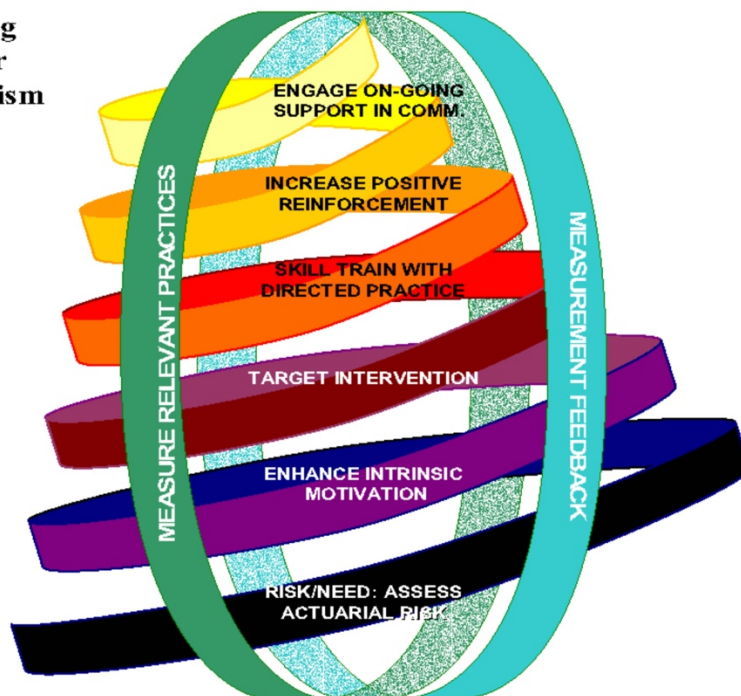 ENGAGE ON-GOING
SUPPORT IN COMM.
INCREASE POSITIVE
REINFORCEMENT
SKILL TRAIN WITH
DIRECTED PRACTICE
TARGET INTERVENTION
ENHANCE INTRINSIC
MOTIVATION
RISK/NEED: ASSESS
ACTUARIAL RISK
MEASURE RELEVANT PRACTICES
MEASUREMENT FEEDBACK